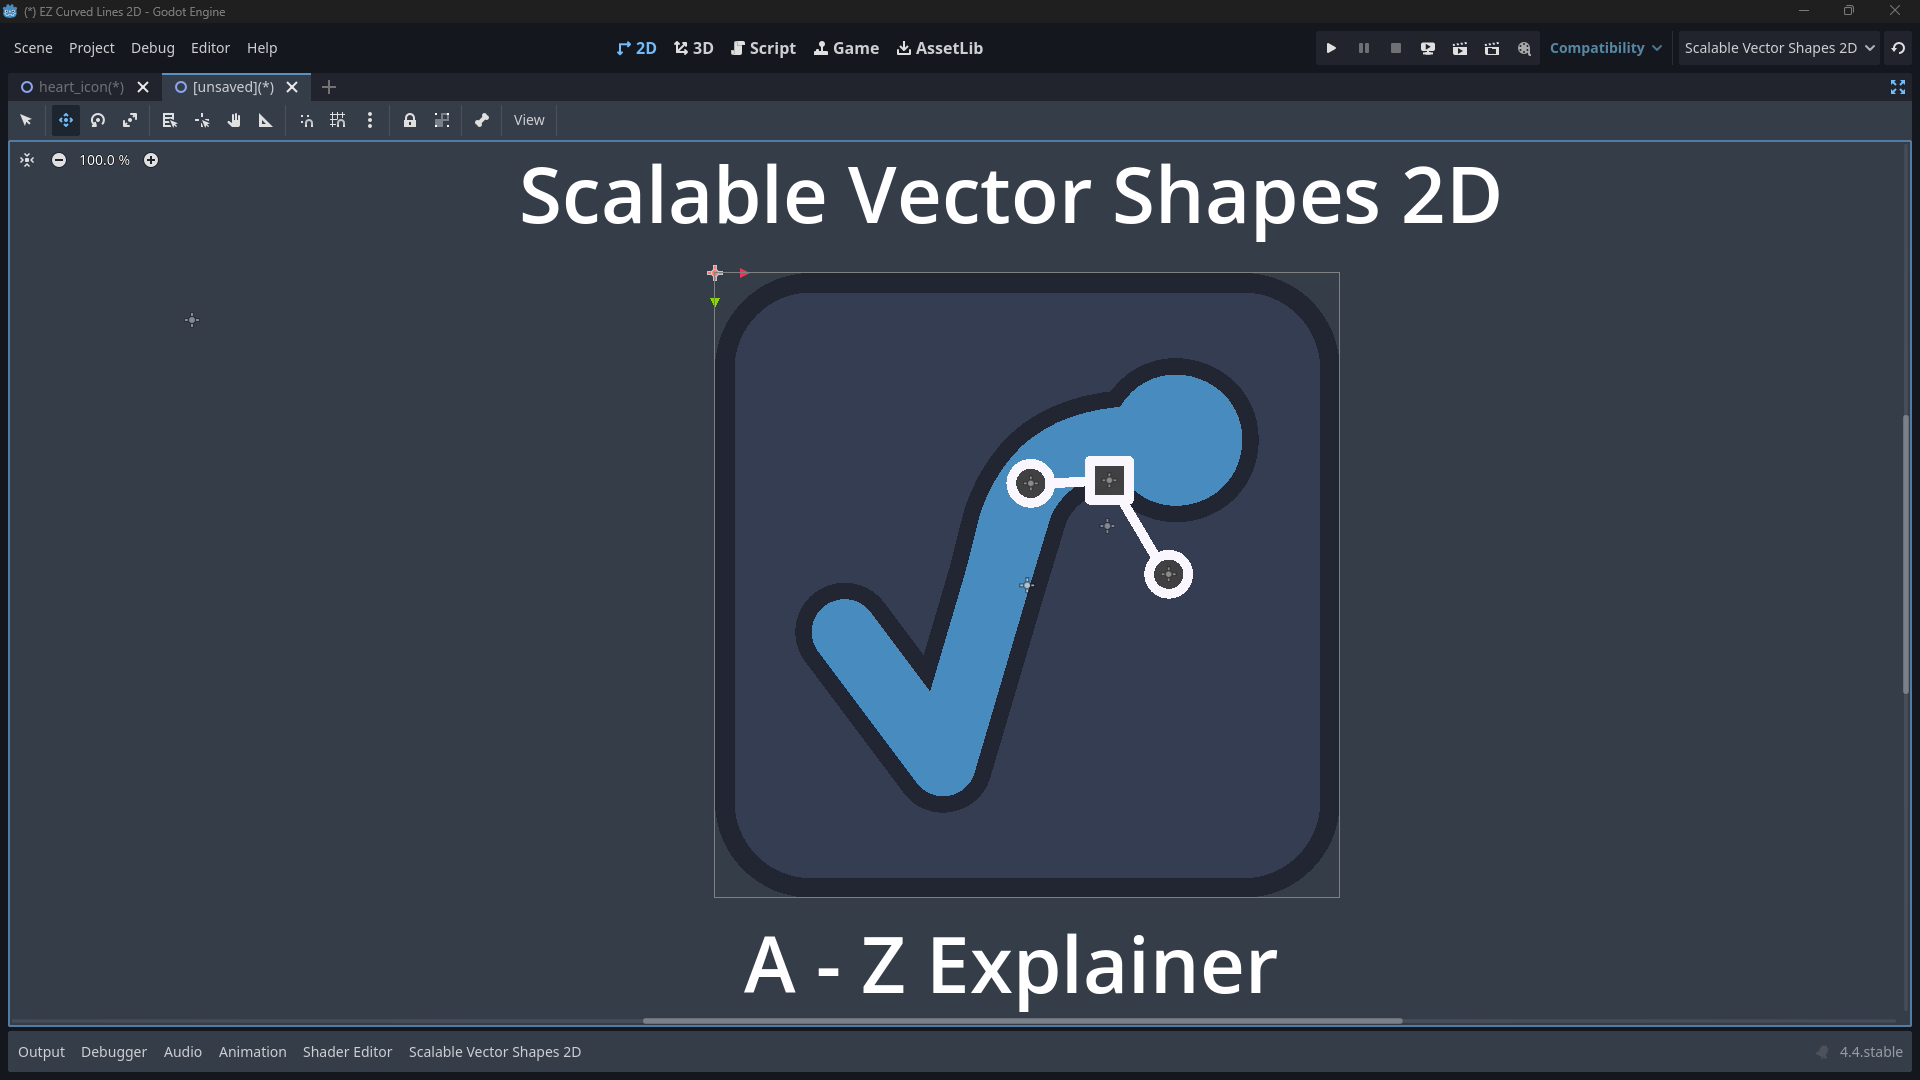 (*) EZ Curved Lines 2D - Godot Engine
Scene Project Debug Editor Help 2D 3D Script Game AssetLib Compatibility Scalable Vector Shapes 2D
heart_icon(*) [unsaved](*)
View
100.0 %
Scalable Vector Shapes 2D
A - Z Explainer
Output Debugger Audio Animation Shader Editor Scalable Vector Shapes 2D 4.4.stable